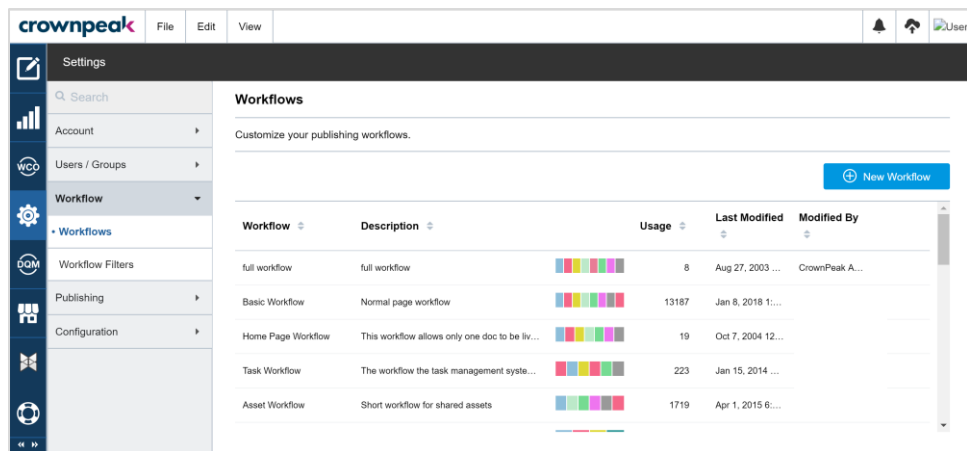 crownpeak File Edit View User
Settings
Search
Account
WCO Users / Groups
Workflow
• Workflows
DQM Workflow Filters
Publishing
Configuration
Workflows
Customize your publishing workflows.
New Workflow
Workflow Description Usage Last Modified Modified By
full workflow full workflow 8 Aug 27, 2003 ... CrownPeak A...
Basic Workflow Normal page workflow 13187 Jan 8, 2018 1:...
Home Page Workflow This workflow allows only one doc to be liv... 19 Oct 7, 2004 12...
Task Workflow The workflow the task management syste... 223 Jan 15, 2014 ...
Asset Workflow Short workflow for shared assets 1719 Apr 1, 2015 6:...